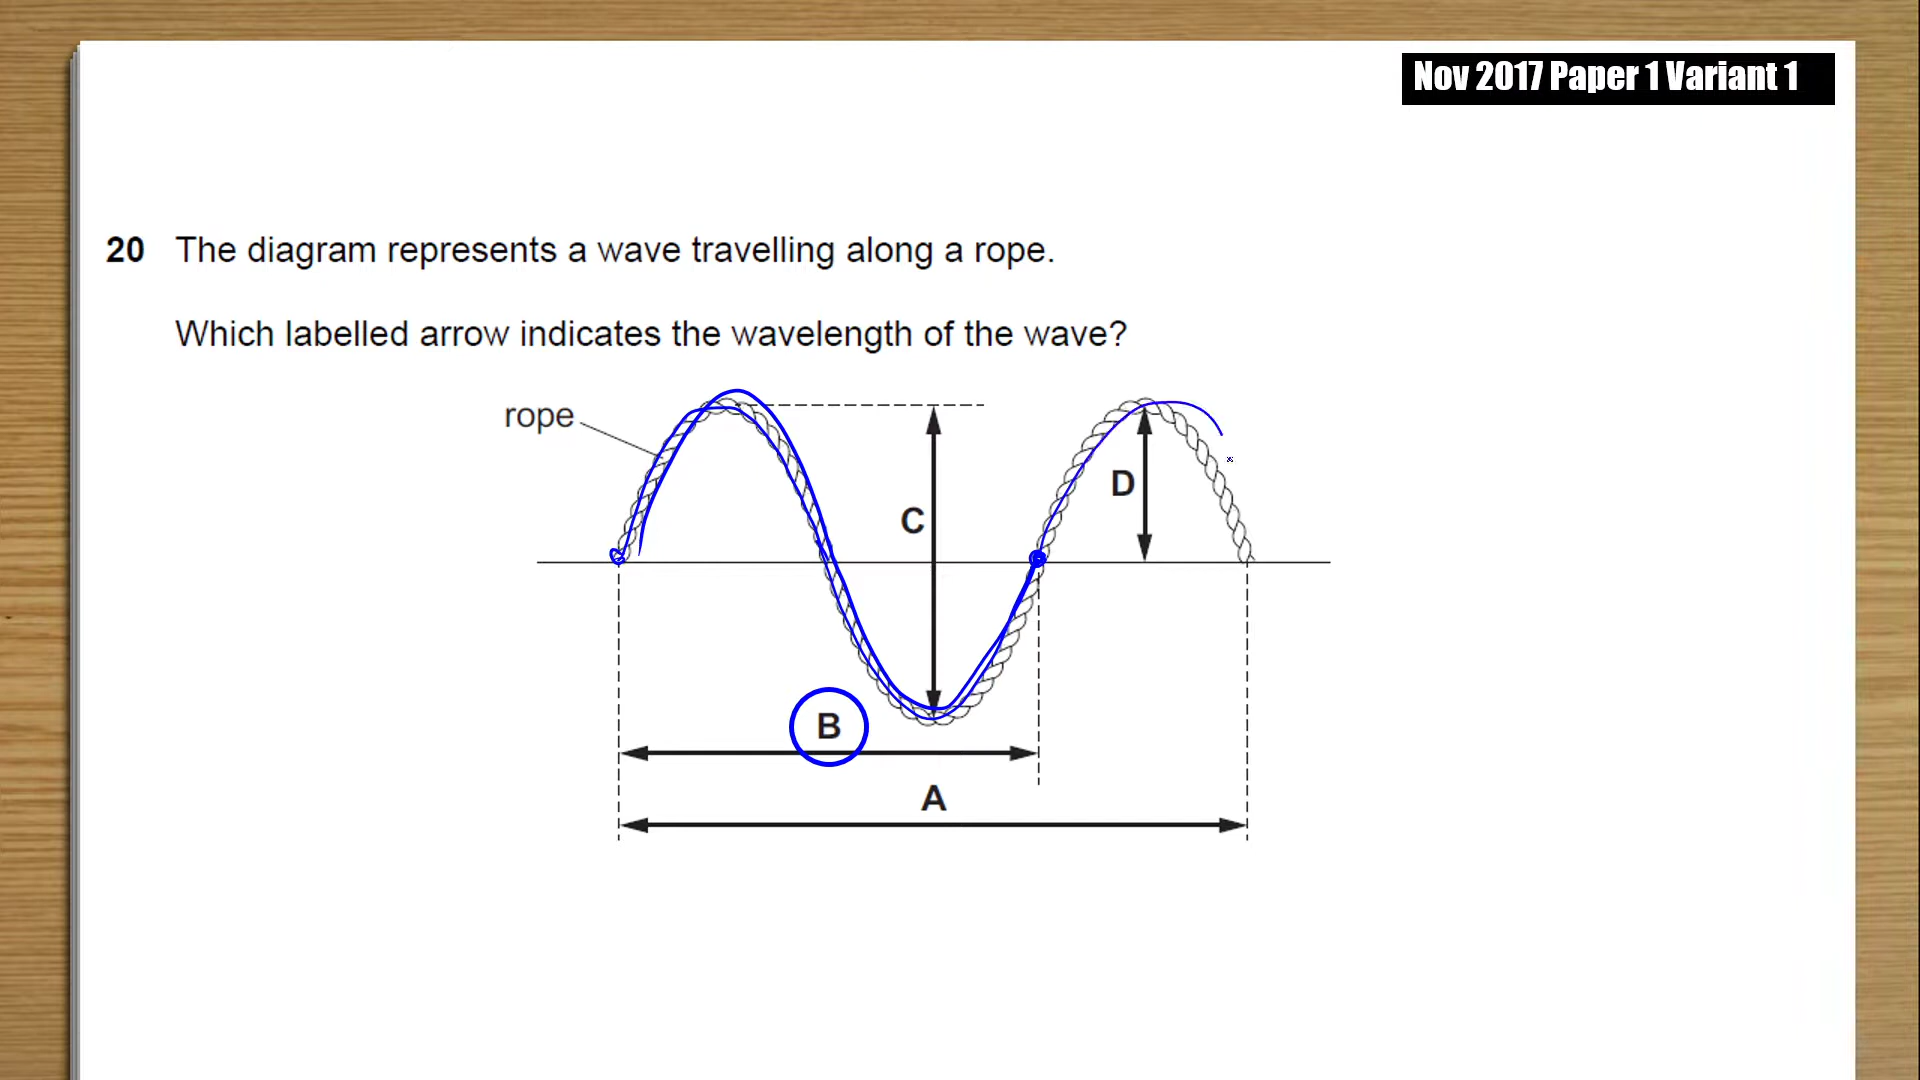 Nov 2017 Paper 1 Variant 1
20 The diagram represents a wave travelling along a rope.
Which labelled arrow indicates the wavelength of the wave?
rope
D
C
B
A